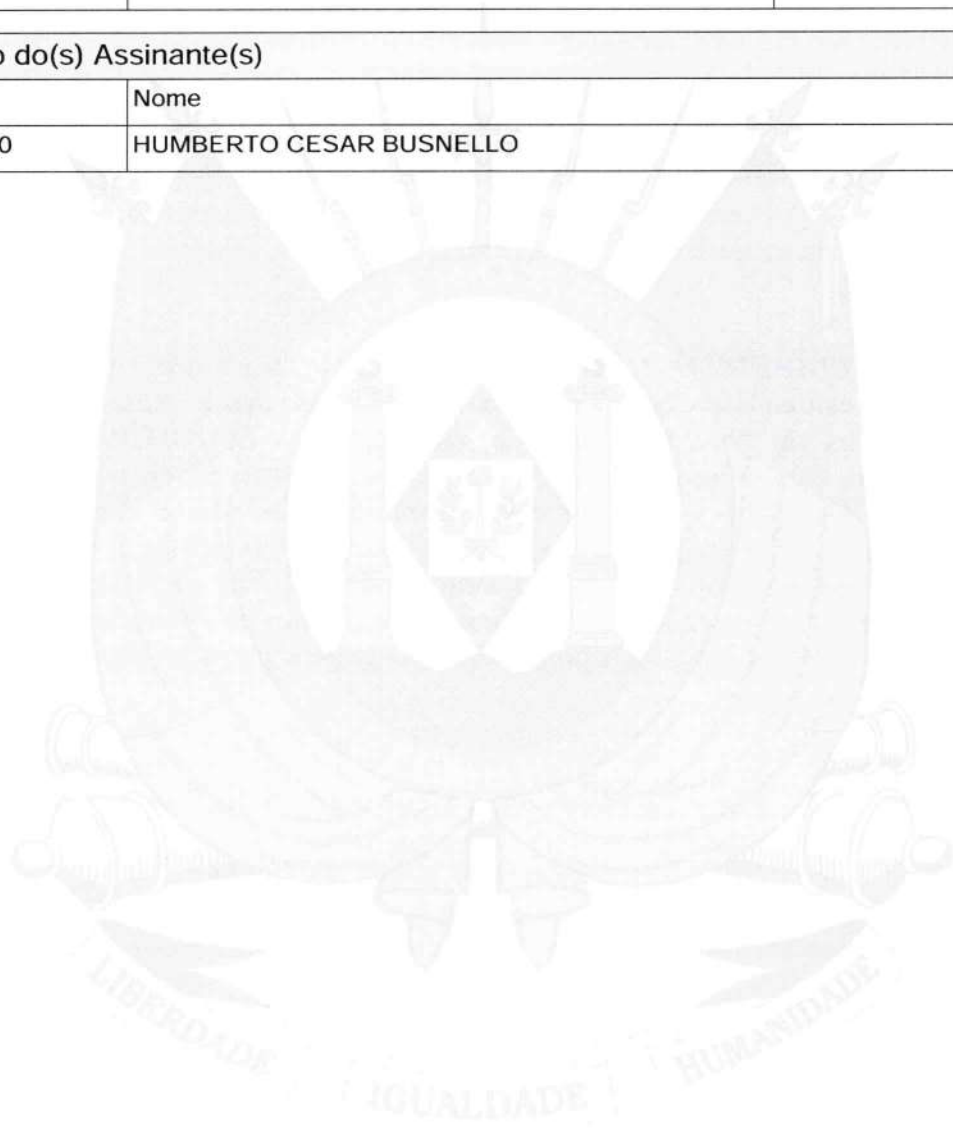 o do(s) Assinante(s)
Nome
0 HUMBERTO CESAR BUSNELLO
LIBERDADE IGUALDADE HUMANIDADE